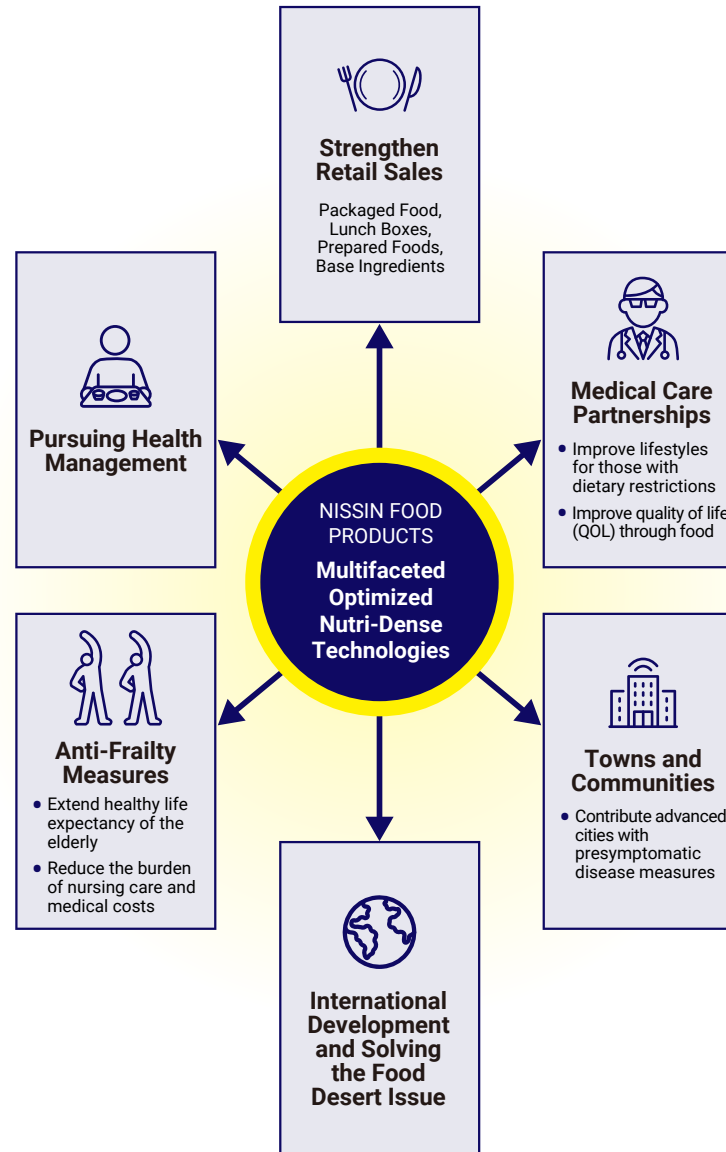 Strengthen
Retail Sales
Packaged Food,
Lunch Boxes,
Prepared Foods,
Base Ingredients
Medical Care
Partnerships
• Improve lifestyles
for those with
dietary restrictions
• Improve quality of life
(QOL) through food
Pursuing Health
Management
NISSIN FOOD
PRODUCTS
Multifaceted
Optimized
Nutri-Dense
Technologies
Anti-Frailty
Measures
• Extend healthy life
expectancy of the
elderly
• Reduce the burden
of nursing care and
medical costs
Towns and
Communities
• Contribute advanced
cities with
presymptomatic
disease measures
International
Development
and Solving
the Food
Desert Issue